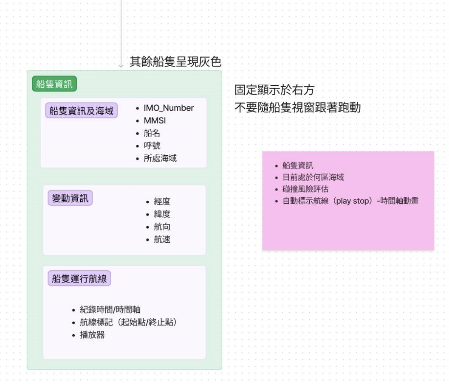 其餘船隻呈現灰色
船隻資訊
船隻資訊及海域
IMO_Number
MMSI
船名
呼號
所處海域
變動資訊
經度
緯度
航向
航速
船隻運行航線
紀錄時間/時間軸
航線標記（起始點/終止點）
播放器
固定顯示於右方
不要隨船隻視窗跟著跑動
船隻資訊
目前處於何區海域
碰撞風險評估
自動標示航線（play stop）-時間軸動畫